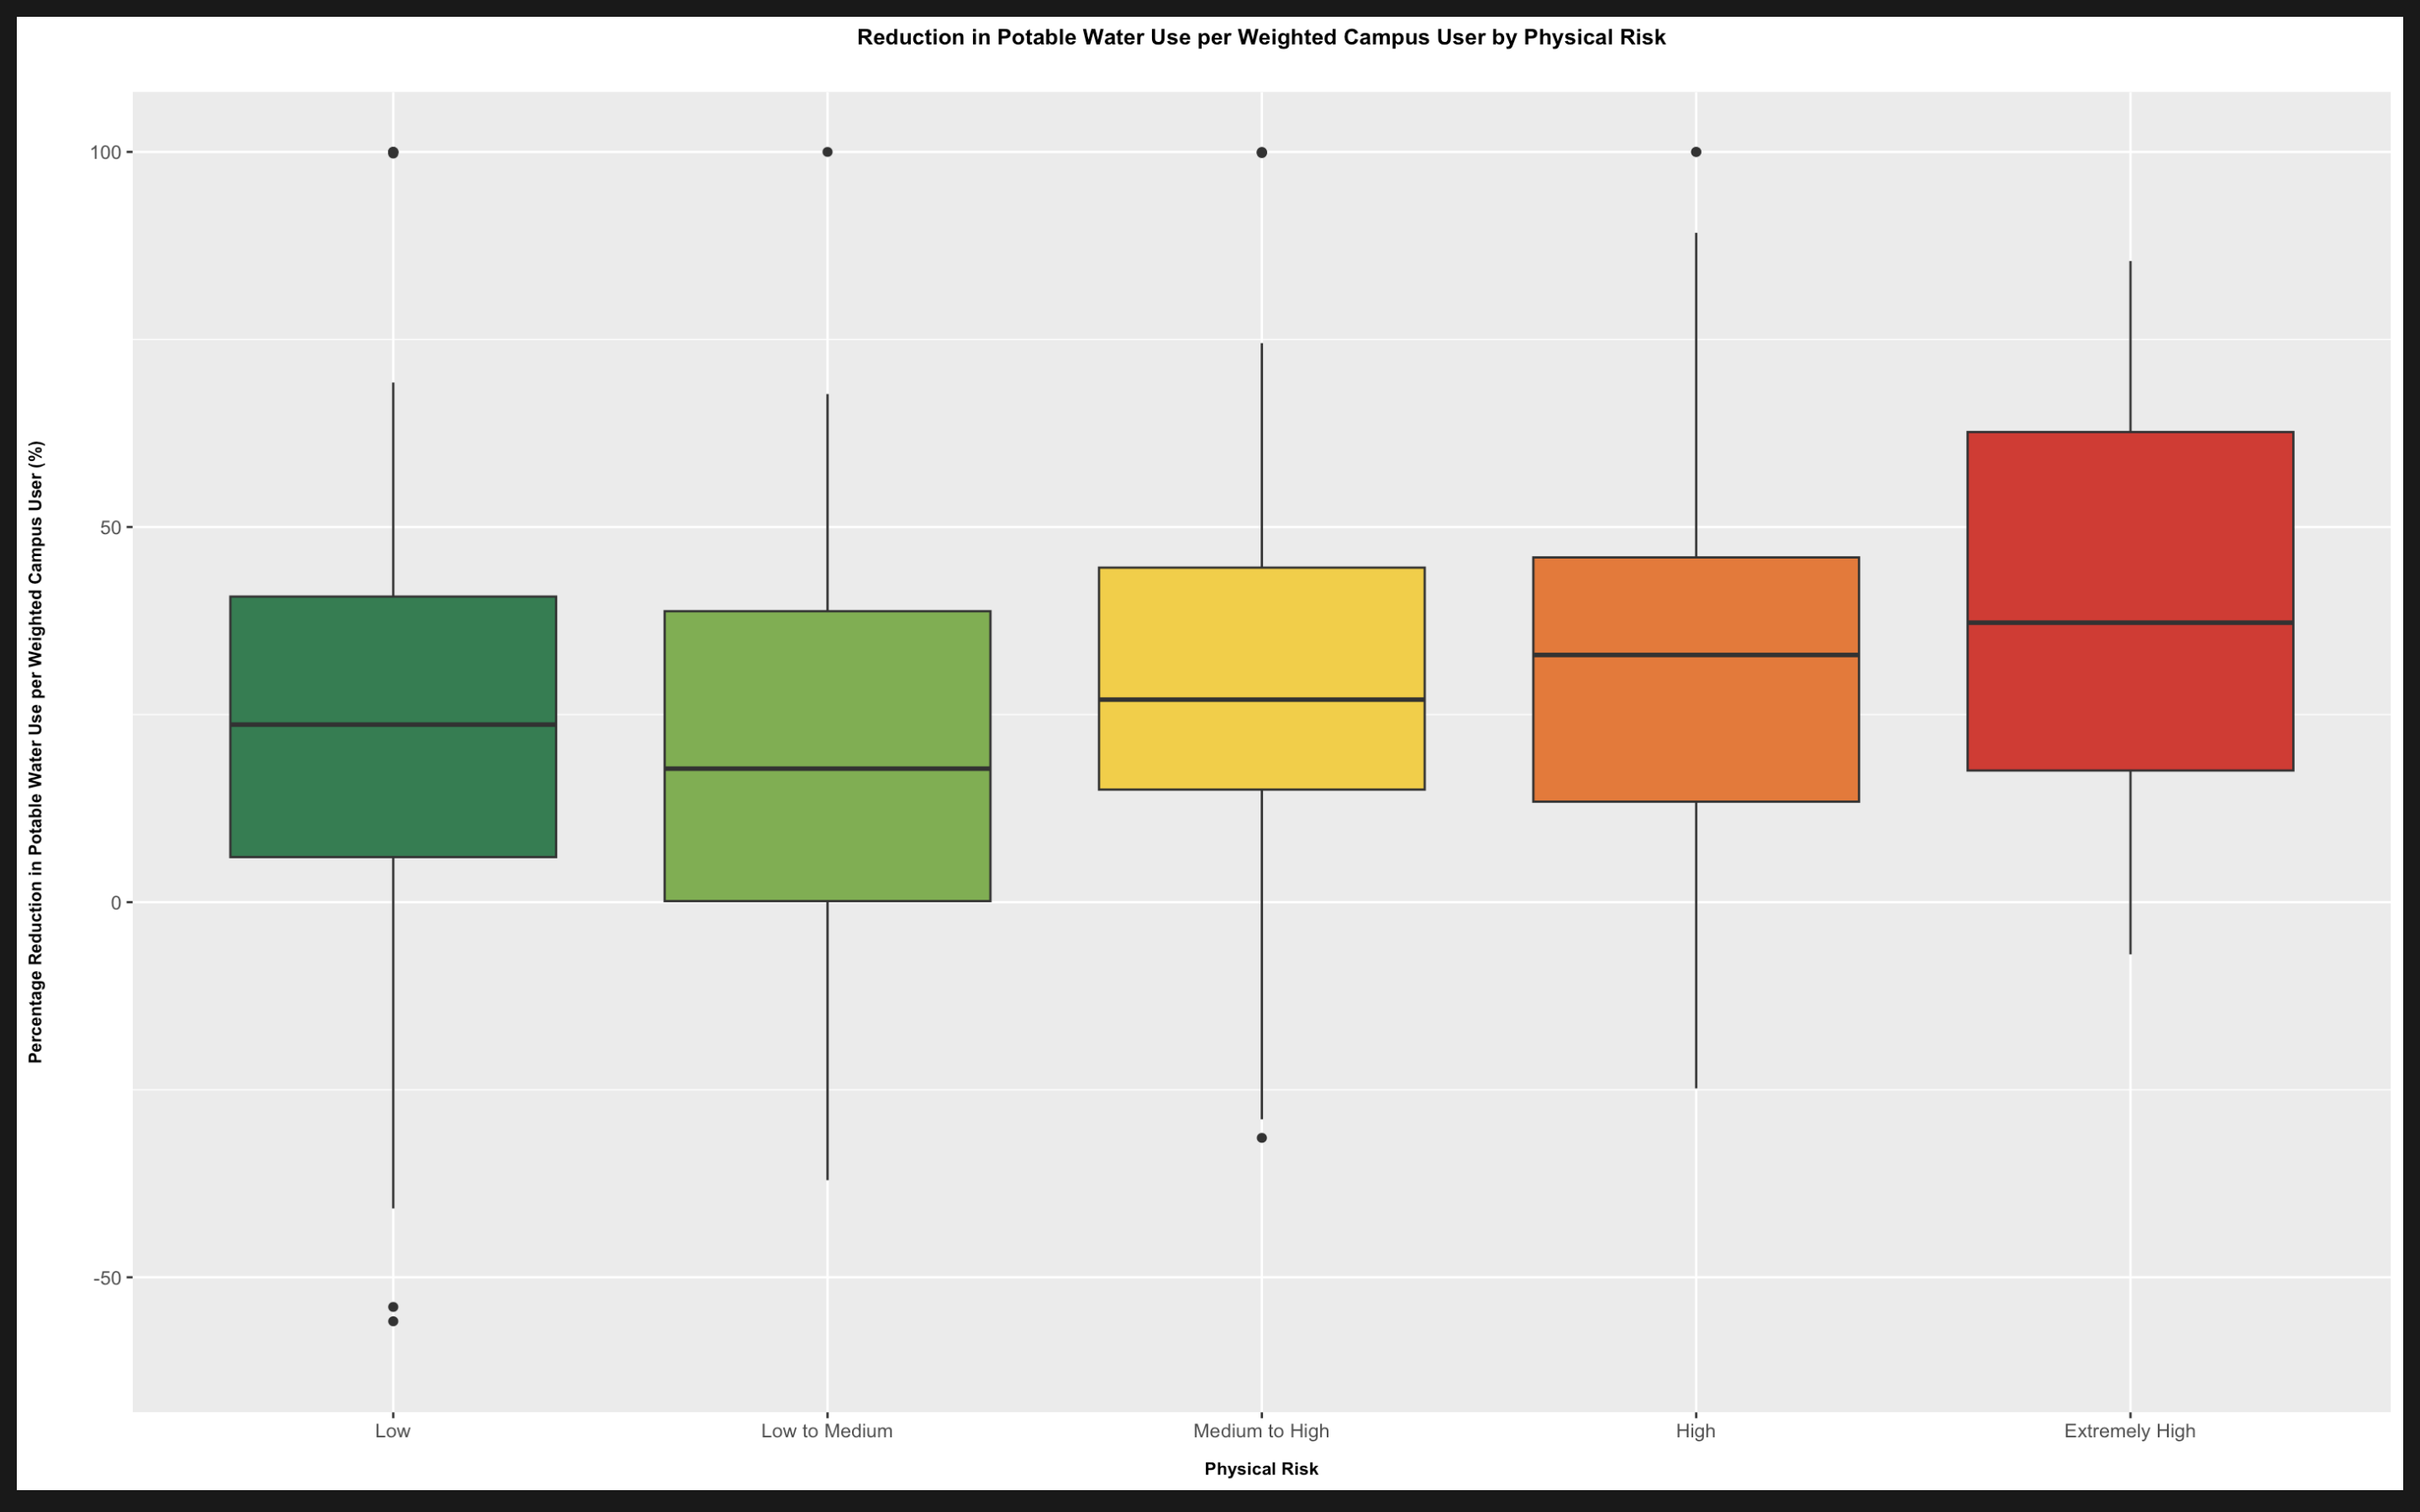 Reduction in Potable Water Use per Weighted Campus User by Physical Risk
Percentage Reduction in Potable Water Use per Weighted Campus User (%)
100
50
0
-50
Low
Low to Medium
Medium to High
High
Extremely High
Physical Risk